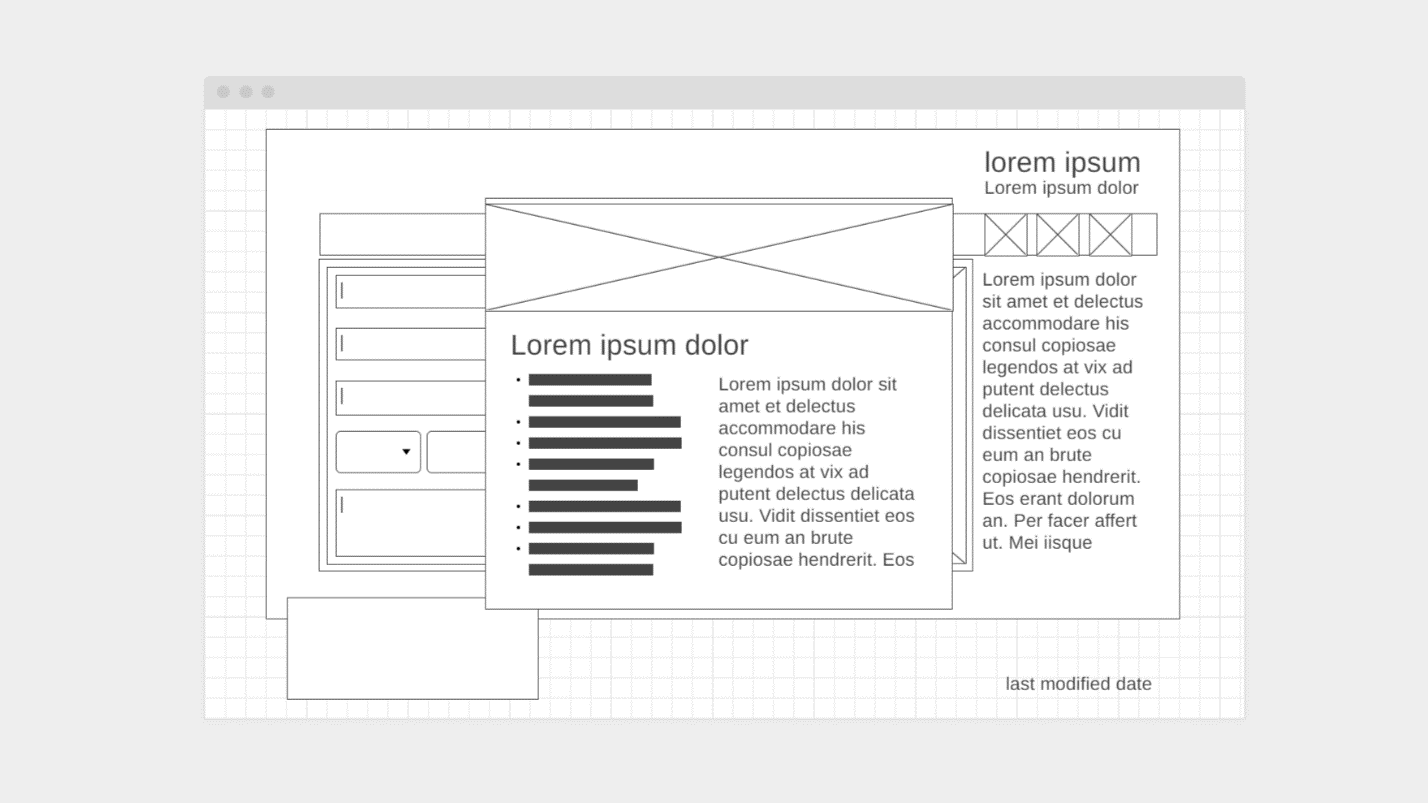 lorem ipsum
Lorem ipsum dolor
Lorem ipsum dolor
sit amet et delectus
accommodare his
consul copiosae
legendos at vix ad
putent delectus
delicata usu. Vidit
dissentiet eos cu
eum an brute
copiosae hendrerit.
Eos erant dolorum
an. Per facer affert
ut. Mei iisque
Lorem ipsum dolor
Lorem ipsum dolor sit
amet et delectus
accommodare his
consul copiosae
legendos at vix ad
putent delectus delicata
usu. Vidit dissentiet eos
cu eum an brute
copiosae hendrerit. Eos
last modified date